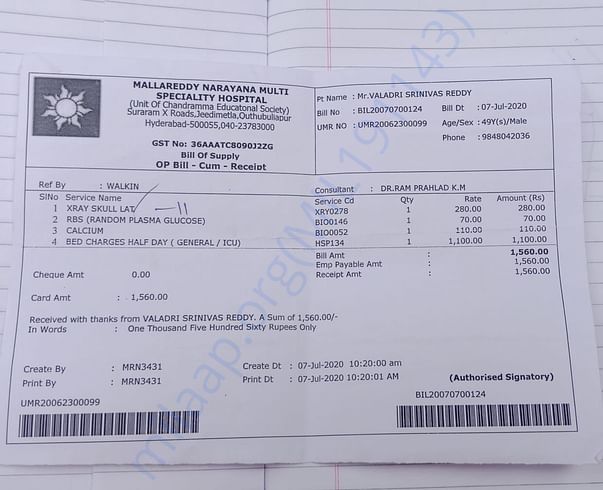 MALLAREDDY NARAYANA MULTI
SPECIALITY HOSPITAL
(Unit Of Chandramma Educatonal Society)
Suraram X Roads,Jeedimetla,Outhubullapur
Hyderabad-500055,040-23783000
GST No: 36AAATC8090J2ZG
Bill Of Supply
OP Bill - Cum - Receipt
Pt Name : Mr.VALADRI SRINIVAS REDDY
Bill No : BIL20070700124 Bill Dt : 07-Jul-2020
UMR NO : UMR20062300099 Age/Sex : 49Y(s)/Male
Phone : 9848042036
Ref By : WALKIN Consultant : DR.RAM PRAHLAD K.M
SlNo Service Name Service Cd Qty Rate Amount (Rs)
1 XRAY SKULL LAT XRY0278 1 280.00 280.00
2 RBS (RANDOM PLASMA GLUCOSE) BIO0146 1 70.00 70.00
3 CALCIUM BIO0052 1 110.00 110.00
4 BED CHARGES HALF DAY ( GENERAL / ICU) HSP134 1 1,100.00 1,100.00
Bill Amt : 1,560.00
Emp Payable Amt : 1,560.00
Cheque Amt 0.00 Receipt Amt : 1,560.00
Card Amt : 1,560.00
Received with thanks from VALADRI SRINIVAS REDDY. A Sum of 1,560.00/-
In Words : One Thousand Five Hundred Sixty Rupees Only
Create By : MRN3431 Create Dt : 07-Jul-2020 10:20:00 am
Print By : MRN3431 Print Dt : 07-Jul-2020 10:20:01 AM (Authorised Signatory)
UMR20062300099 BIL20070700124